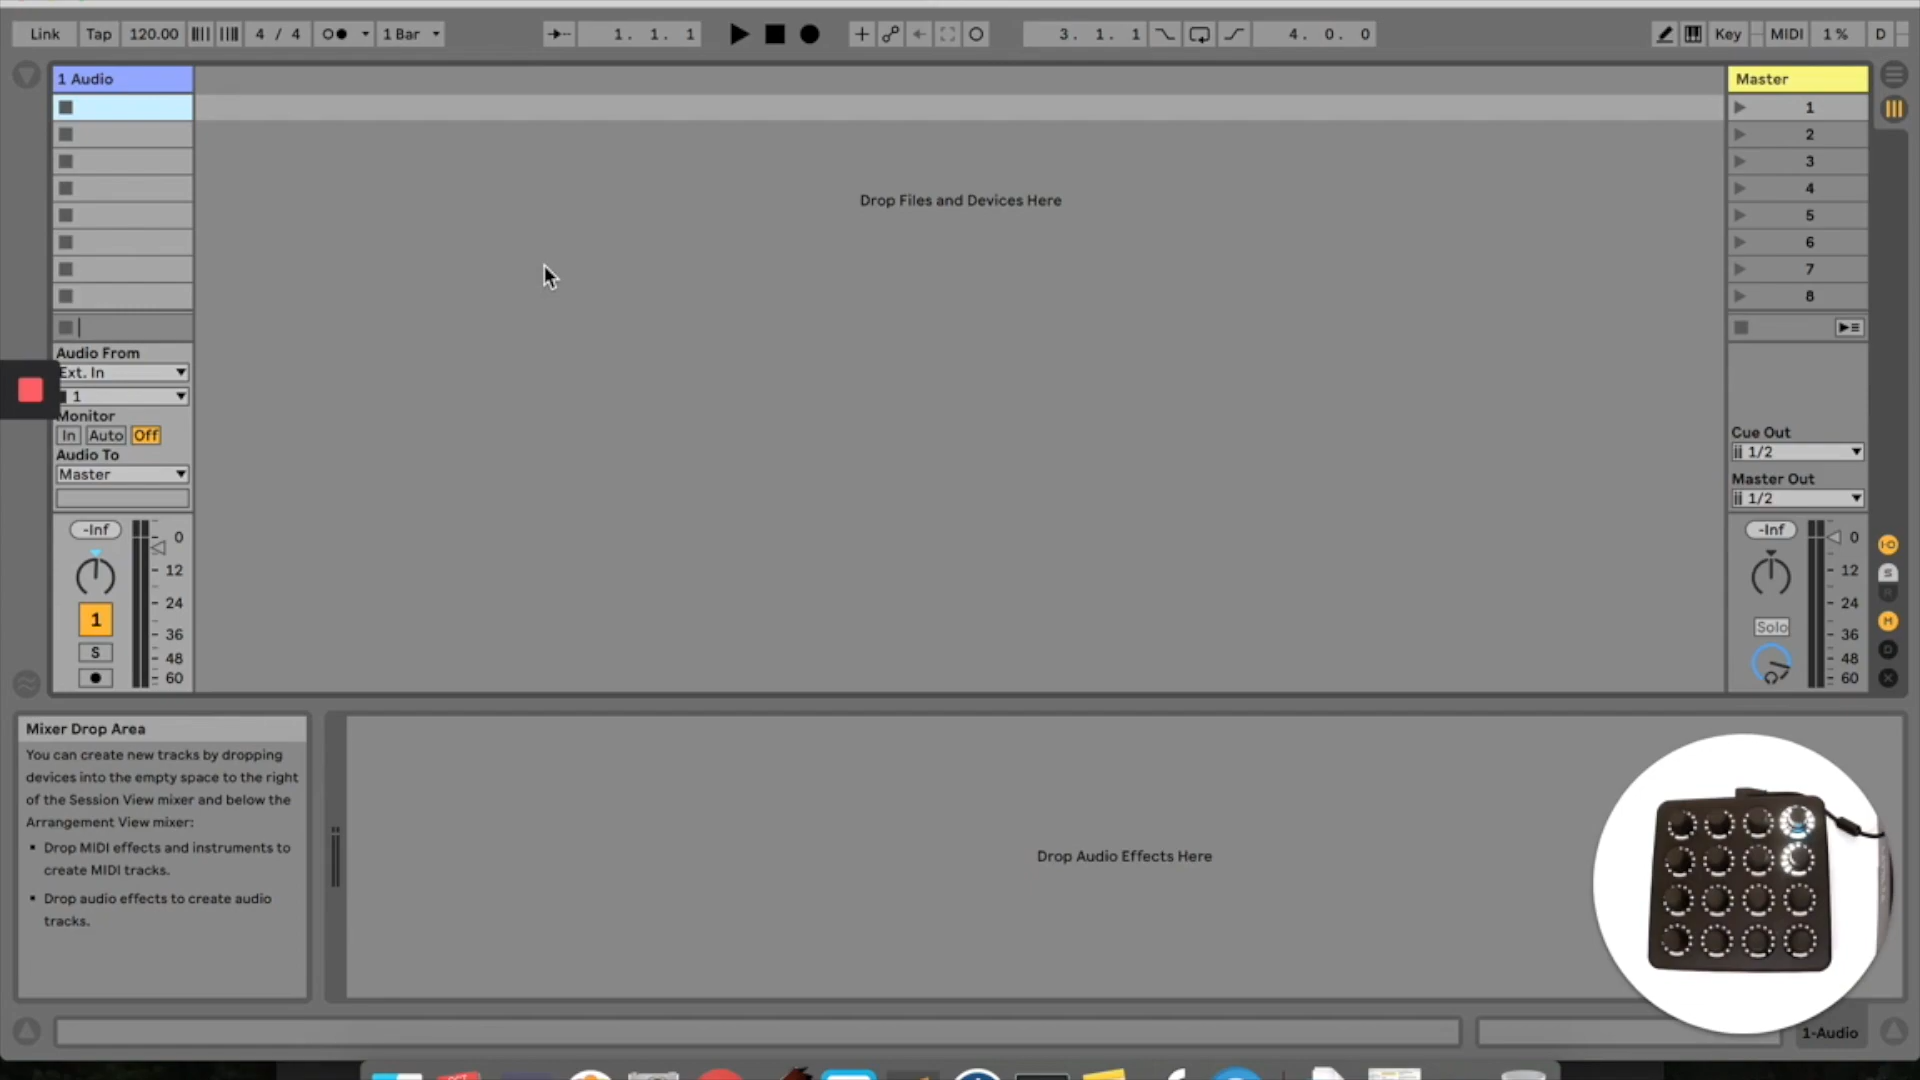 Link Tap 120.00 4 / 4 1 Bar 1. 1. 1 3. 1. 1 4. 0. 0 Key MIDI 1 % D
1 Audio
Master
1
2
3
4
5
6
7
8
Drop Files and Devices Here
Audio From
Ext. In
1
Monitor
In Auto Off
Audio To
Master
-Inf
0
12
24
36
48
60
1
S
Cue Out
1/2
Master Out
1/2
-Inf
0
12
24
36
48
60
Solo
I·O
S
R
M
D
X
Mixer Drop Area
You can create new tracks by dropping
devices into the empty space to the right
of the Session View mixer and below the
Arrangement View mixer:
▪ Drop MIDI effects and instruments to
create MIDI tracks.
▪ Drop audio effects to create audio
tracks.
Drop Audio Effects Here
1-Audio